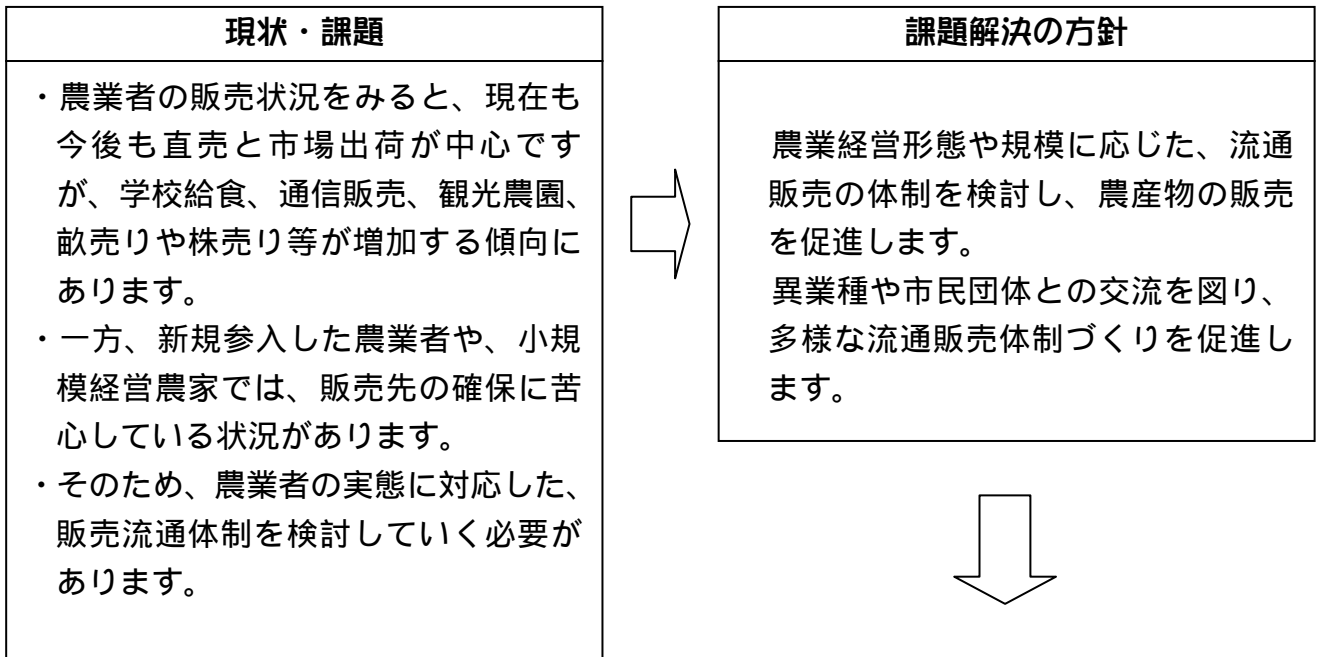 現状・課題
・農業者の販売状況をみると、現在も
今後も直売と市場出荷が中心です
が、学校給食、通信販売、観光農園、
畝売りや株売り等が増加する傾向に
あります。
・一方、新規参入した農業者や、小規
模経営農家では、販売先の確保に苦
心している状況があります。
・そのため、農業者の実態に対応した、
販売流通体制を検討していく必要が
あります。
課題解決の方針
農業経営形態や規模に応じた、流通
販売の体制を検討し、農産物の販売
を促進します。
異業種や市民団体との交流を図り、
多様な流通販売体制づくりを促進し
ます。